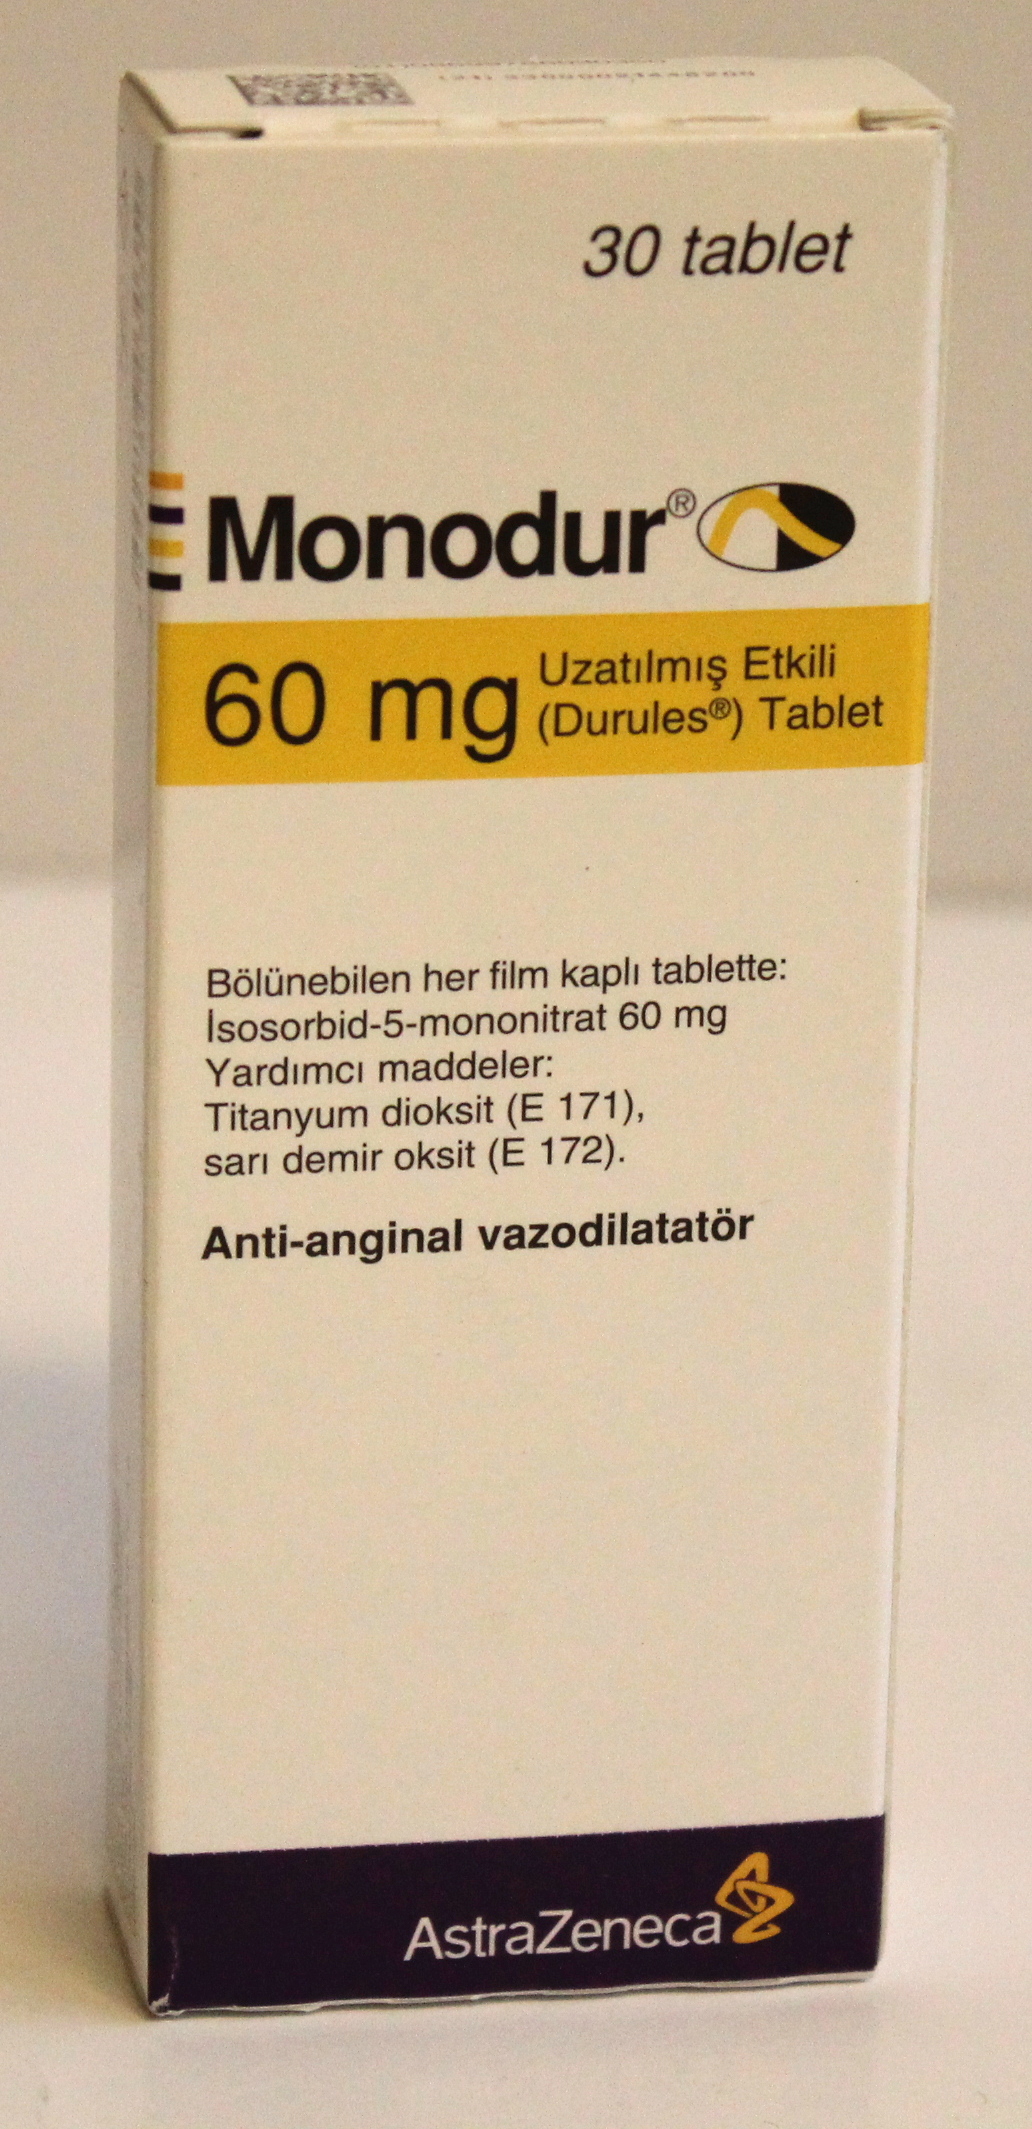 30 tablet
Monodur®
60 mg
Uzatılmış Etkili
(Durules®) Tablet
Bölünebilen her film kaplı tablette:
İsosorbid-5-mononitrat 60 mg
Yardımcı maddeler:
Titanyum dioksit (E 171),
sarı demir oksit (E 172).
Anti-anginal vazodilatatör
AstraZeneca